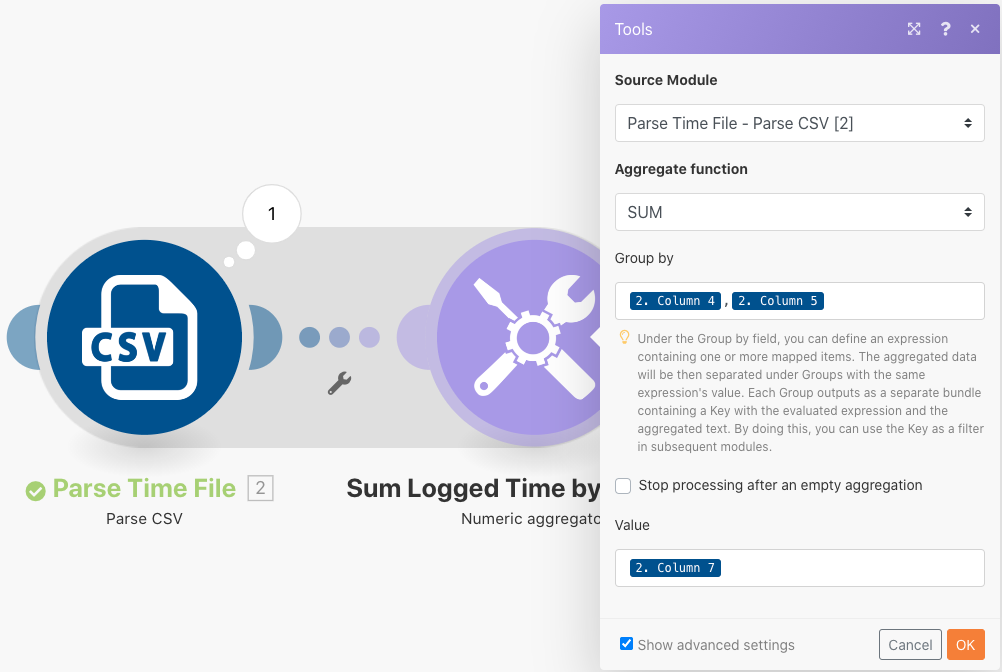 Tools
?
Source Module
Parse Time File - Parse CSV [2]
Aggregate function
SUM
Group by
2. Column 4 , 2. Column 5
Under the Group by field, you can define an expression
containing one or more mapped items. The aggregated data
will be then separated under Groups with the same
expression's value. Each Group outputs as a separate bundle
containing a Key with the evaluated expression and the
aggregated text. By doing this, you can use the Key as a filter
in subsequent modules.
Stop processing after an empty aggregation
Value
2. Column 7
Show advanced settings
Cancel
OK
1
CSV
Parse Time File 2
Parse CSV
Sum Logged Time by
Numeric aggregato